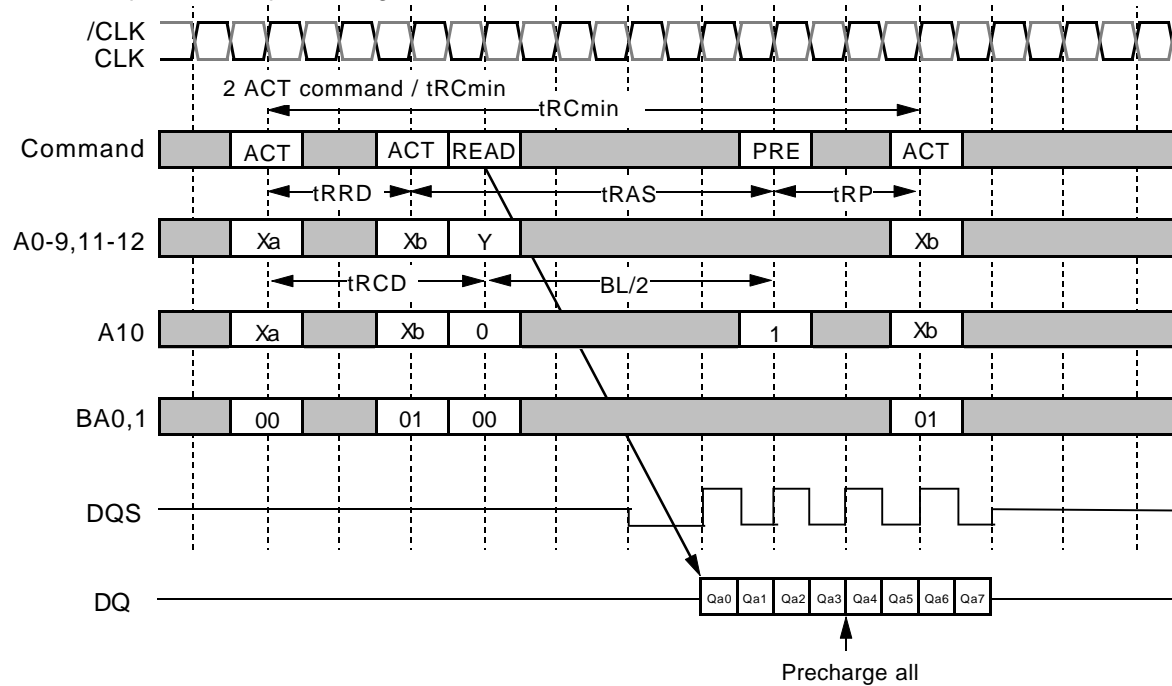 /CLK
CLK
2 ACT command / tRCmin
tRCmin
Command ACT ACT READ PRE ACT
tRRD tRAS tRP
A0-9,11-12 Xa Xb Y Xb
tRCD BL/2
A10 Xa Xb 0 1 Xb
BA0,1 00 01 00 01
DQS
DQ Qa0 Qa1 Qa2 Qa3 Qa4 Qa5 Qa6 Qa7
Precharge all